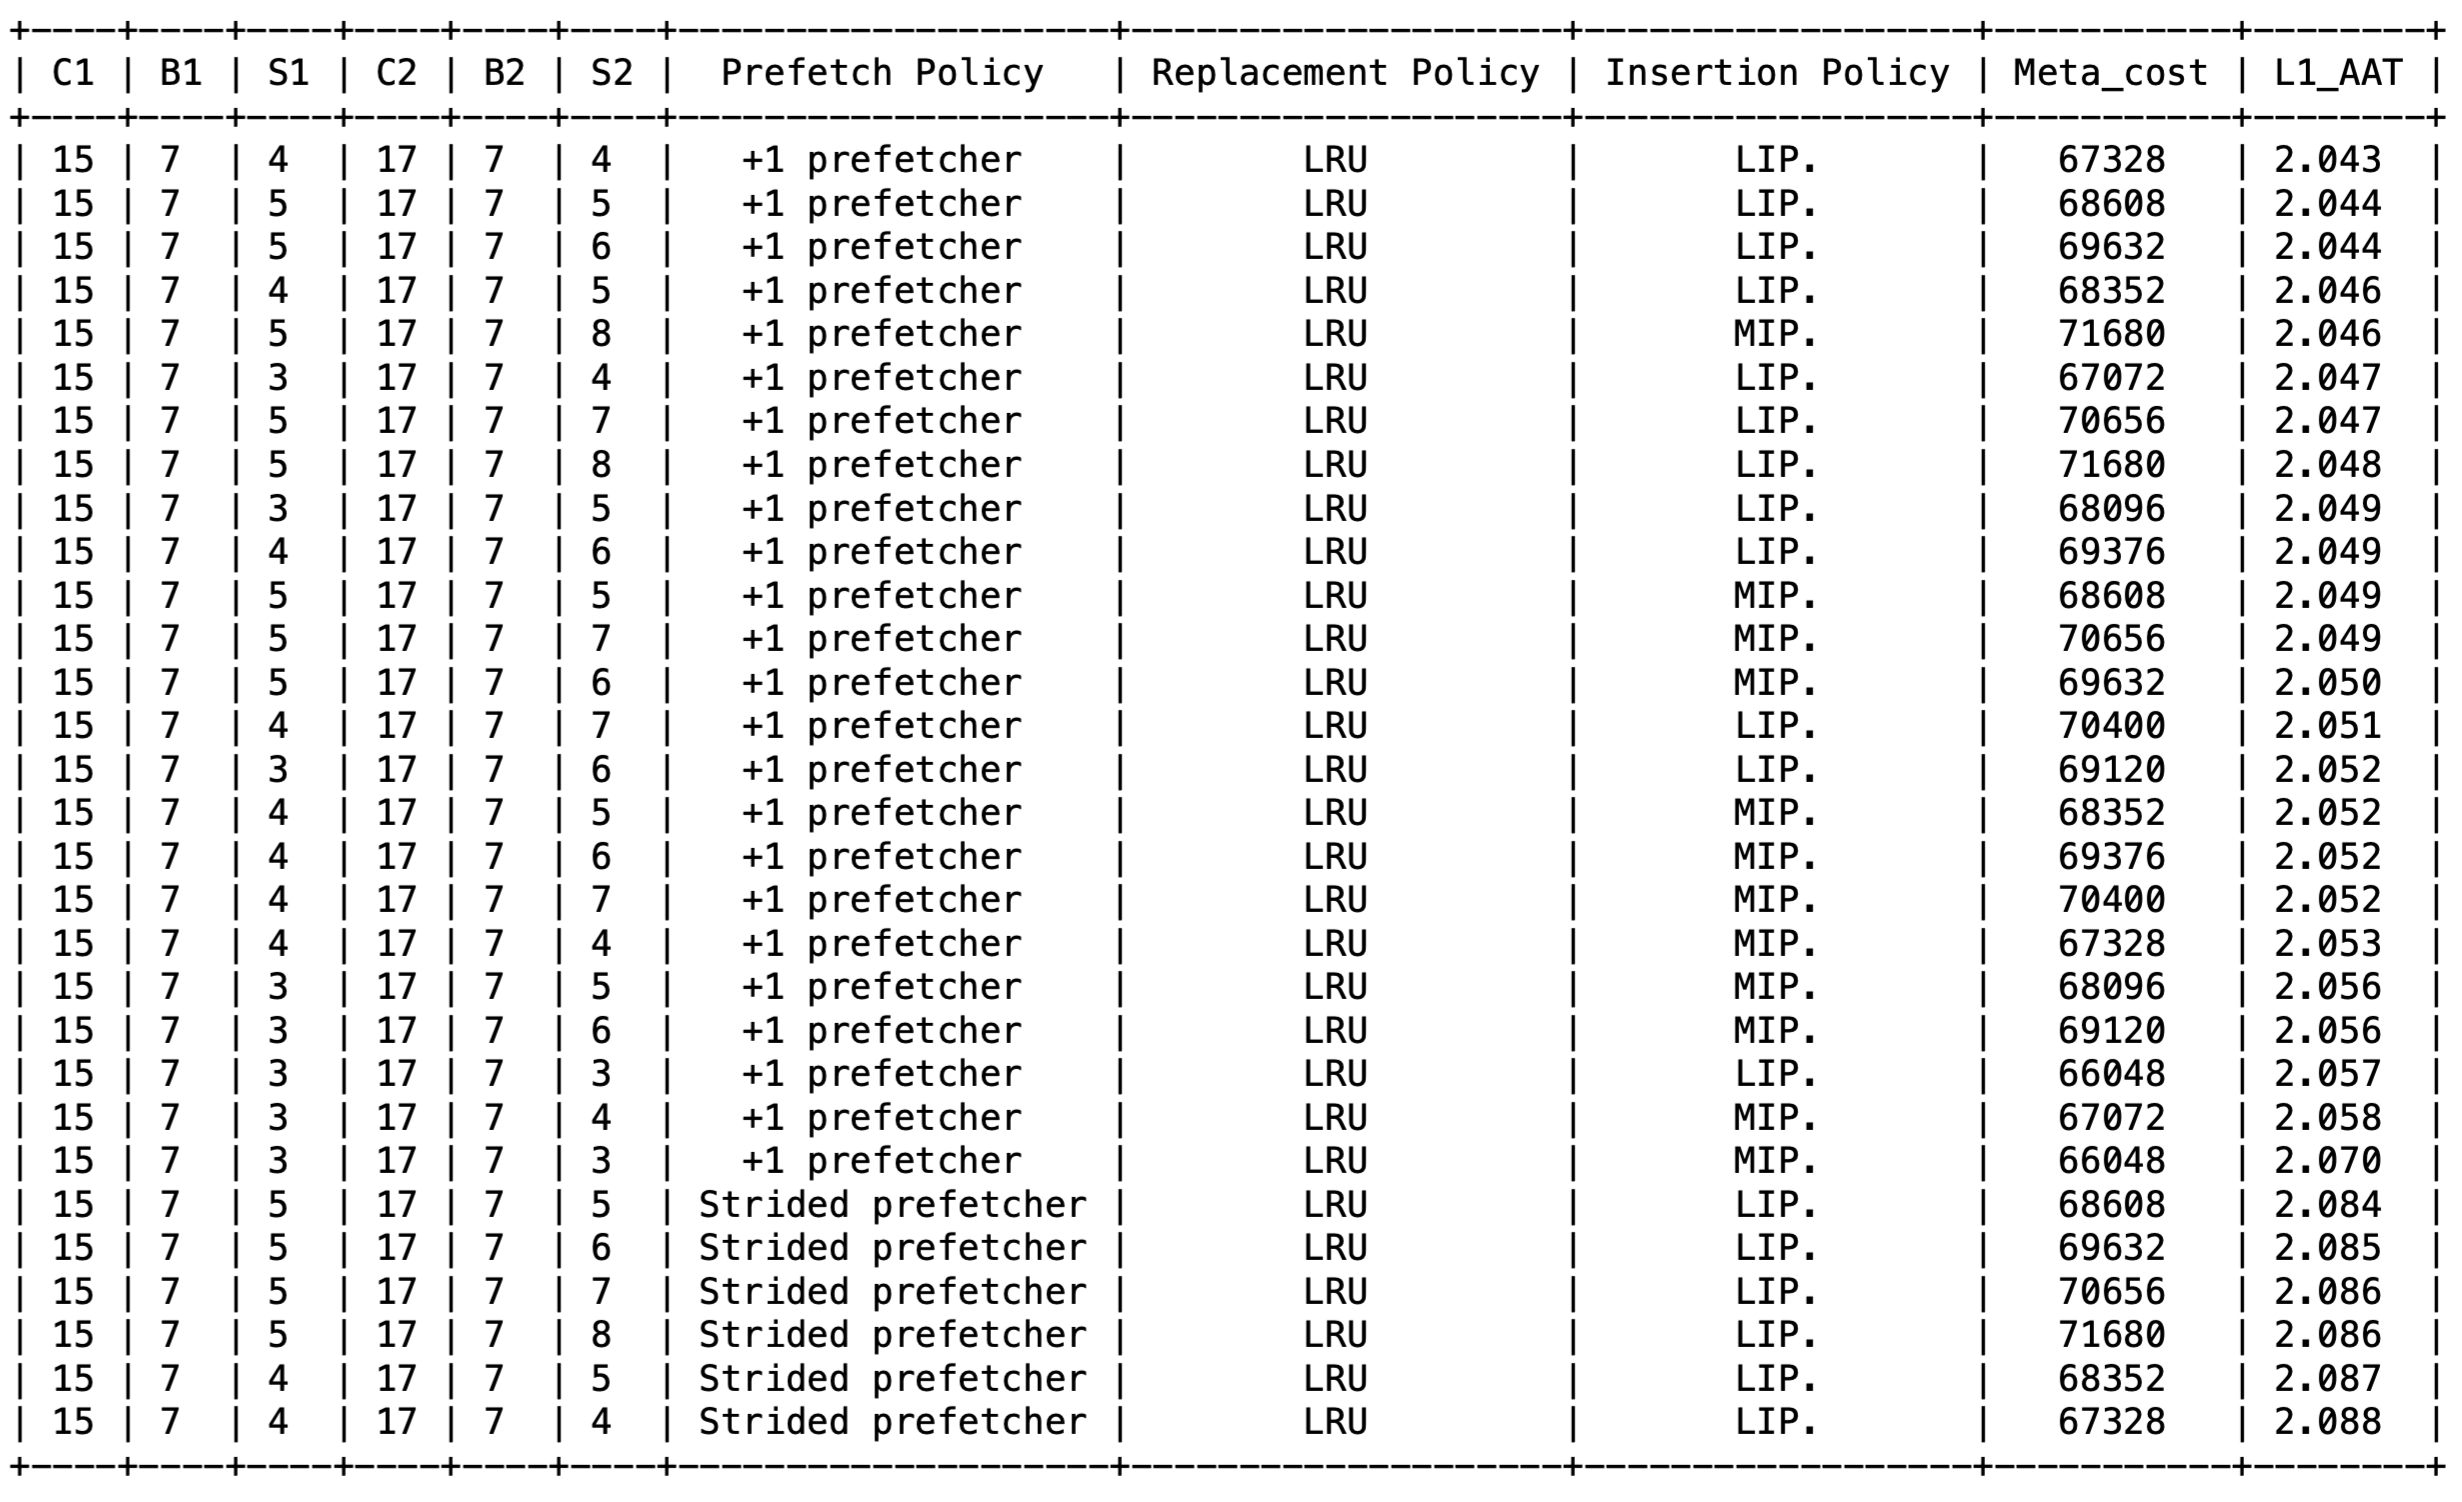 +----+----+----+----+----+----+--------------------+--------------------+------------------+-----------+--------+
| C1 | B1 | S1 | C2 | B2 | S2 | Prefetch Policy | Replacement Policy | Insertion Policy | Meta_cost | L1_AAT |
+----+----+----+----+----+----+--------------------+--------------------+------------------+-----------+--------+
| 15 | 7 | 4 | 17 | 7 | 4 | +1 prefetcher | LRU | LIP. | 67328 | 2.043 |
| 15 | 7 | 5 | 17 | 7 | 5 | +1 prefetcher | LRU | LIP. | 68608 | 2.044 |
| 15 | 7 | 5 | 17 | 7 | 6 | +1 prefetcher | LRU | LIP. | 69632 | 2.044 |
| 15 | 7 | 4 | 17 | 7 | 5 | +1 prefetcher | LRU | LIP. | 68352 | 2.046 |
| 15 | 7 | 5 | 17 | 7 | 8 | +1 prefetcher | LRU | MIP. | 71680 | 2.046 |
| 15 | 7 | 3 | 17 | 7 | 4 | +1 prefetcher | LRU | LIP. | 67072 | 2.047 |
| 15 | 7 | 5 | 17 | 7 | 7 | +1 prefetcher | LRU | LIP. | 70656 | 2.047 |
| 15 | 7 | 5 | 17 | 7 | 8 | +1 prefetcher | LRU | LIP. | 71680 | 2.048 |
| 15 | 7 | 3 | 17 | 7 | 5 | +1 prefetcher | LRU | LIP. | 68096 | 2.049 |
| 15 | 7 | 4 | 17 | 7 | 6 | +1 prefetcher | LRU | LIP. | 69376 | 2.049 |
| 15 | 7 | 5 | 17 | 7 | 5 | +1 prefetcher | LRU | MIP. | 68608 | 2.049 |
| 15 | 7 | 5 | 17 | 7 | 7 | +1 prefetcher | LRU | MIP. | 70656 | 2.049 |
| 15 | 7 | 5 | 17 | 7 | 6 | +1 prefetcher | LRU | MIP. | 69632 | 2.050 |
| 15 | 7 | 4 | 17 | 7 | 7 | +1 prefetcher | LRU | LIP. | 70400 | 2.051 |
| 15 | 7 | 3 | 17 | 7 | 6 | +1 prefetcher | LRU | LIP. | 69120 | 2.052 |
| 15 | 7 | 4 | 17 | 7 | 5 | +1 prefetcher | LRU | MIP. | 68352 | 2.052 |
| 15 | 7 | 4 | 17 | 7 | 6 | +1 prefetcher | LRU | MIP. | 69376 | 2.052 |
| 15 | 7 | 4 | 17 | 7 | 7 | +1 prefetcher | LRU | MIP. | 70400 | 2.052 |
| 15 | 7 | 4 | 17 | 7 | 4 | +1 prefetcher | LRU | MIP. | 67328 | 2.053 |
| 15 | 7 | 3 | 17 | 7 | 5 | +1 prefetcher | LRU | MIP. | 68096 | 2.056 |
| 15 | 7 | 3 | 17 | 7 | 6 | +1 prefetcher | LRU | MIP. | 69120 | 2.056 |
| 15 | 7 | 3 | 17 | 7 | 3 | +1 prefetcher | LRU | LIP. | 66048 | 2.057 |
| 15 | 7 | 3 | 17 | 7 | 4 | +1 prefetcher | LRU | MIP. | 67072 | 2.058 |
| 15 | 7 | 3 | 17 | 7 | 3 | +1 prefetcher | LRU | MIP. | 66048 | 2.070 |
| 15 | 7 | 5 | 17 | 7 | 5 | Strided prefetcher | LRU | LIP. | 68608 | 2.084 |
| 15 | 7 | 5 | 17 | 7 | 6 | Strided prefetcher | LRU | LIP. | 69632 | 2.085 |
| 15 | 7 | 5 | 17 | 7 | 7 | Strided prefetcher | LRU | LIP. | 70656 | 2.086 |
| 15 | 7 | 5 | 17 | 7 | 8 | Strided prefetcher | LRU | LIP. | 71680 | 2.086 |
| 15 | 7 | 4 | 17 | 7 | 5 | Strided prefetcher | LRU | LIP. | 68352 | 2.087 |
| 15 | 7 | 4 | 17 | 7 | 4 | Strided prefetcher | LRU | LIP. | 67328 | 2.088 |
+----+----+----+----+----+----+--------------------+--------------------+------------------+-----------+--------+